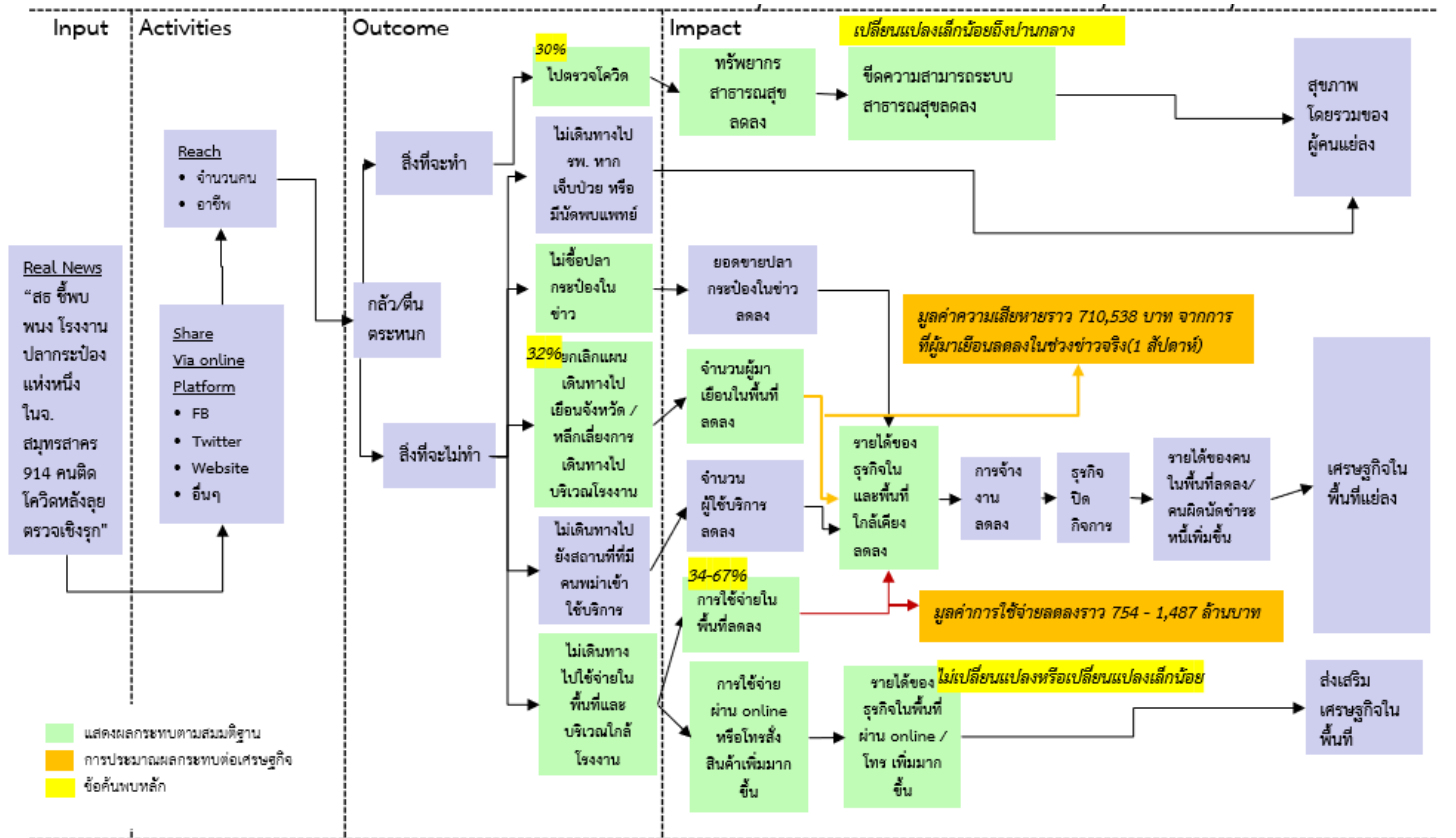 Input
Activities
Outcome
Impact
Real News
“สธ ชี้พบ
พนง โรงงาน
ปลากระป๋อง
แห่งหนึ่ง
ในจ.
สมุทรสาคร
914 คนติด
โควิดหลังลุย
ตรวจเชิงรุก"
Reach
• จำนวนคน
• อาชีพ
Share
Via online
Platform
• FB
• Twitter
• Website
• อื่นๆ
กลัว/ตื่น
ตระหนก
สิ่งที่จะทำ
สิ่งที่จะไม่ทำ
30%
ไปตรวจโควิด
ไม่เดินทางไป
รพ. หาก
เจ็บป่วย หรือ
มีนัดพบแพทย์
ไม่ซื้อปลา
กระป๋องใน
ข่าว
32%
ยกเลิกแผน
เดินทางไป
เยือนจังหวัด /
หลีกเลี่ยงการ
เดินทางไป
บริเวณโรงงาน
ไม่เดินทางไป
ยังสถานที่ที่มี
คนพม่าเข้า
ใช้บริการ
ไม่เดินทาง
ไปใช้จ่ายใน
พื้นที่และ
บริเวณใกล้
โรงงาน
ทรัพยากร
สาธารณสุข
ลดลง
เปลี่ยนแปลงเล็กน้อยถึงปานกลาง
ขีดความสามารถระบบ
สาธารณสุขลดลง
สุขภาพ
โดยรวมของ
ผู้คนแย่ลง
ยอดขายปลา
กระป๋องในข่าว
ลดลง
มูลค่าความเสียหายราว 710,538 บาท จากการ
ที่ผู้มาเยือนลดลงในช่วงข่าวจริง(1 สัปดาห์)
จำนวนผู้มา
เยือนในพื้นที่
ลดลง
จำนวน
ผู้ใช้บริการ
ลดลง
รายได้ของ
ธุรกิจใน
และพื้นที่
ใกล้เคียง
ลดลง
การจ้าง
งาน
ลดลง
ธุรกิจ
ปิด
กิจการ
รายได้ของคน
ในพื้นที่ลดลง/
คนผิดนัดชำระ
หนี้เพิ่มขึ้น
เศรษฐกิจใน
พื้นที่แย่ลง
34-67%
การใช้จ่ายใน
พื้นที่ลดลง
มูลค่าการใช้จ่ายลดลงราว 754 - 1,487 ล้านบาท
การใช้จ่าย
ผ่าน online
หรือโทรสั่ง
สินค้าเพิ่มมาก
ขึ้น
รายได้ของ
ธุรกิจในพื้นที่
ผ่าน online /
โทร เพิ่มมาก
ขึ้น
ไม่เปลี่ยนแปลงหรือเปลี่ยนแปลงเล็กน้อย
ส่งเสริม
เศรษฐกิจใน
พื้นที่
แสดงผลกระทบตามสมมติฐาน
การประมาณผลกระทบต่อเศรษฐกิจ
ข้อค้นพบหลัก